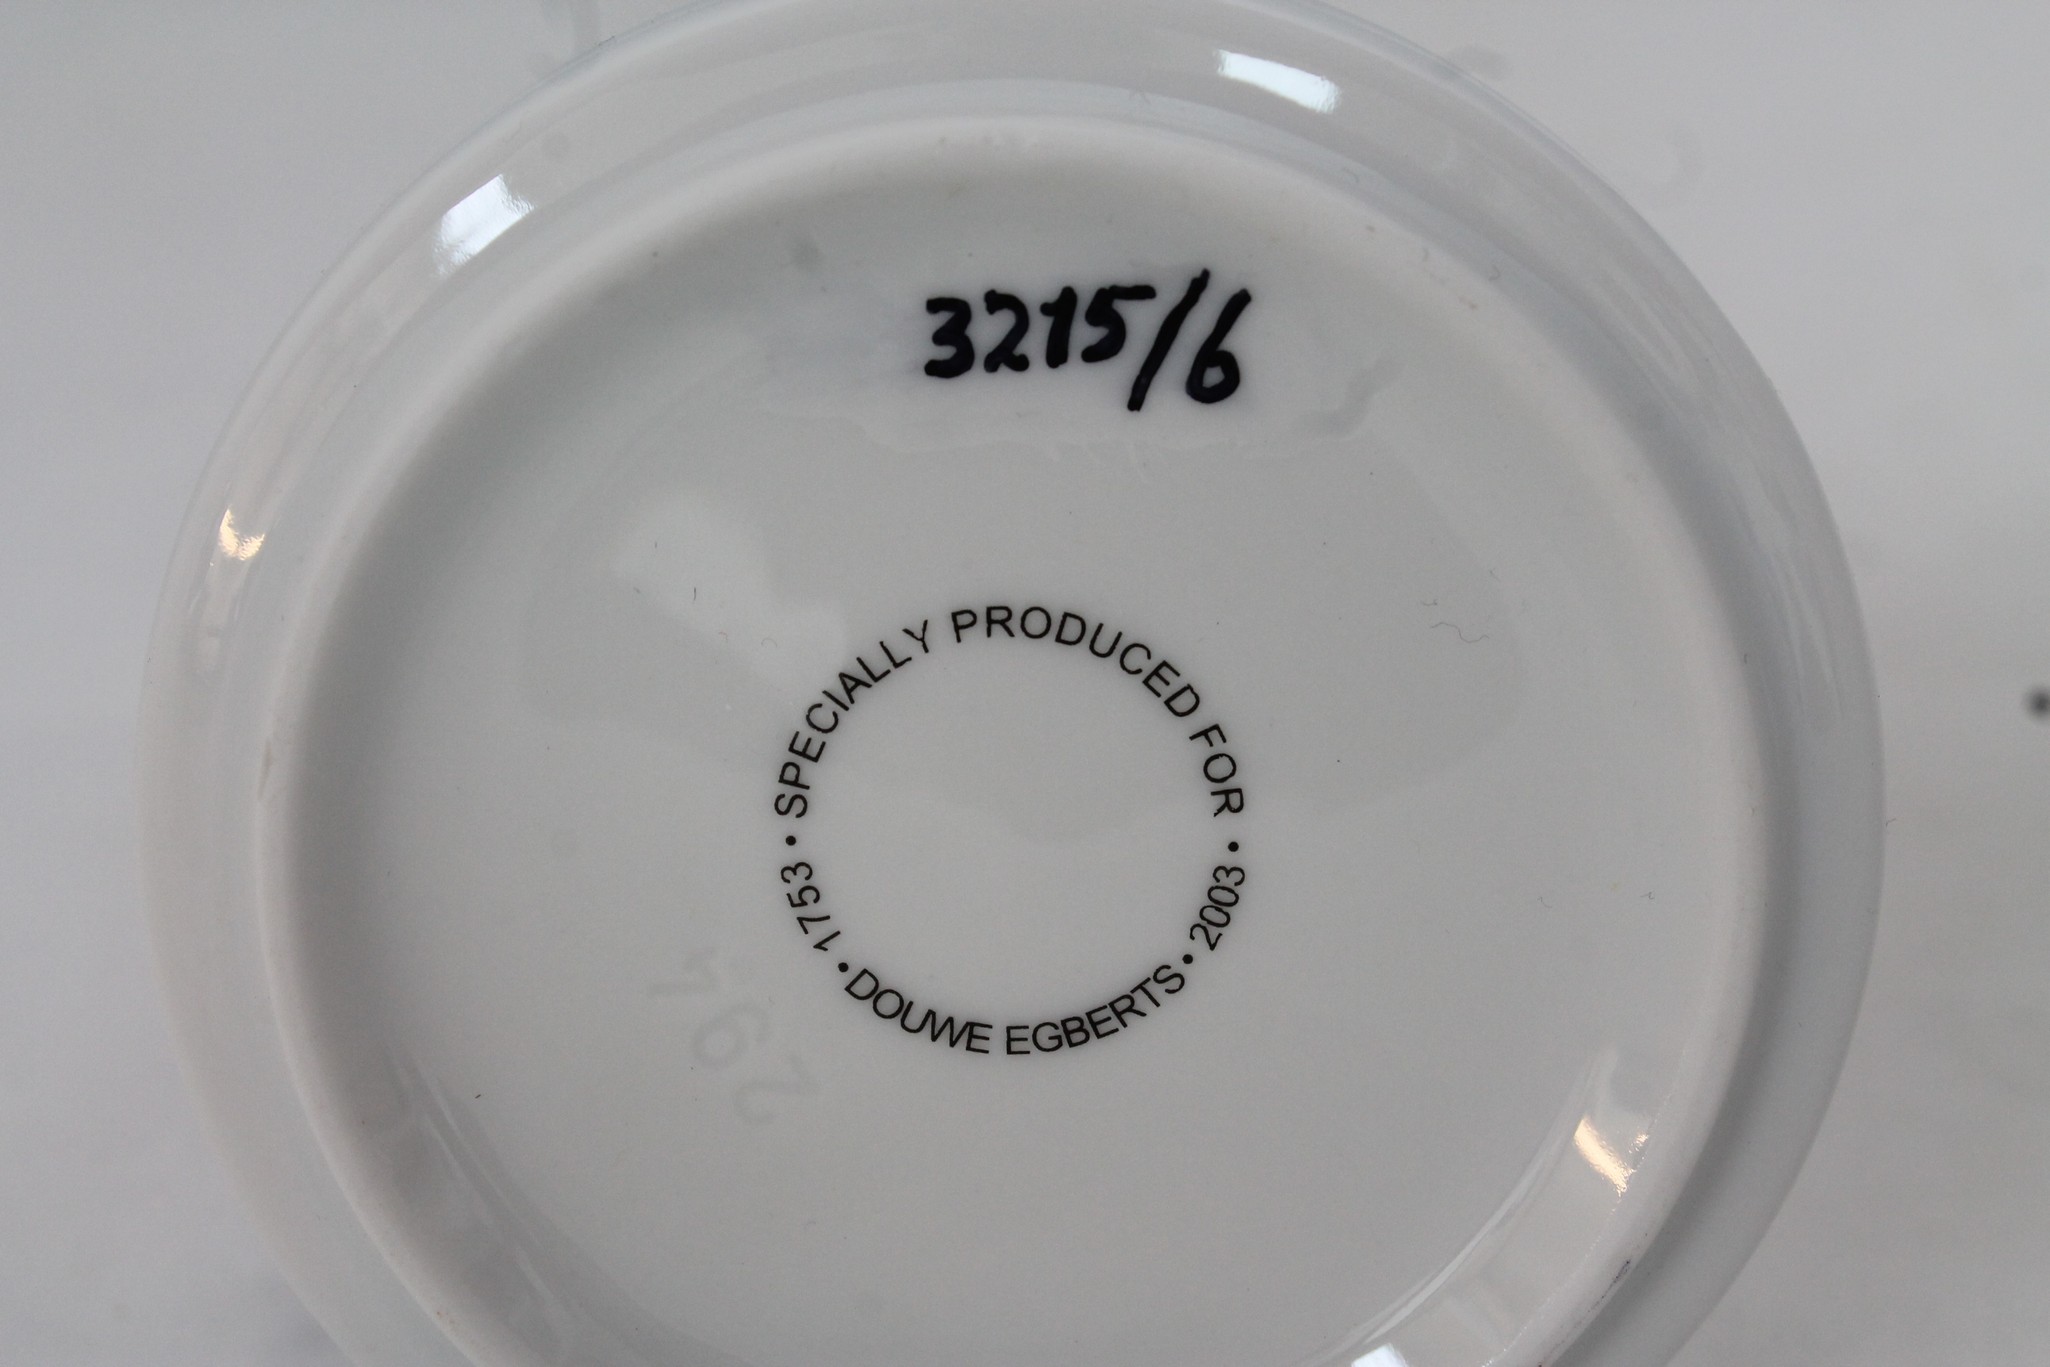 3215/6
• SPECIALLY PRODUCED FOR •
1753 • DOUWE EGBERTS • 2003